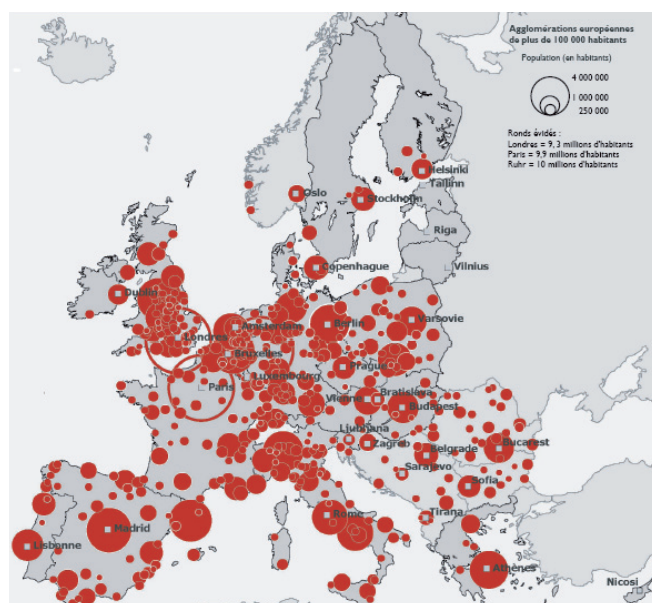 Agglomérations européennes
de plus de 100 000 habitants
Population (en habitants)
4 000 000
1 000 000
250 000
Ronds évidés :
Londres = 9, 3 millions d'habitants
Paris = 9,9 millions d'habitants
Ruhr = 10 millions d'habitants
Helsinki
Tallinn
Oslo
Stockholm
Riga
Copenhague
Vilnius
Dublin
Varsovie
Amsterdam
Berlin
Londres
Bruxelles
Prague
Luxembourg
Paris
Bratislava
Vienne
Budapest
Ljubljana
Zagreb
Bucarest
Belgrade
Sarajevo
Sofia
Rome
Tirana
Madrid
Lisbonne
Athènes
Nicosi